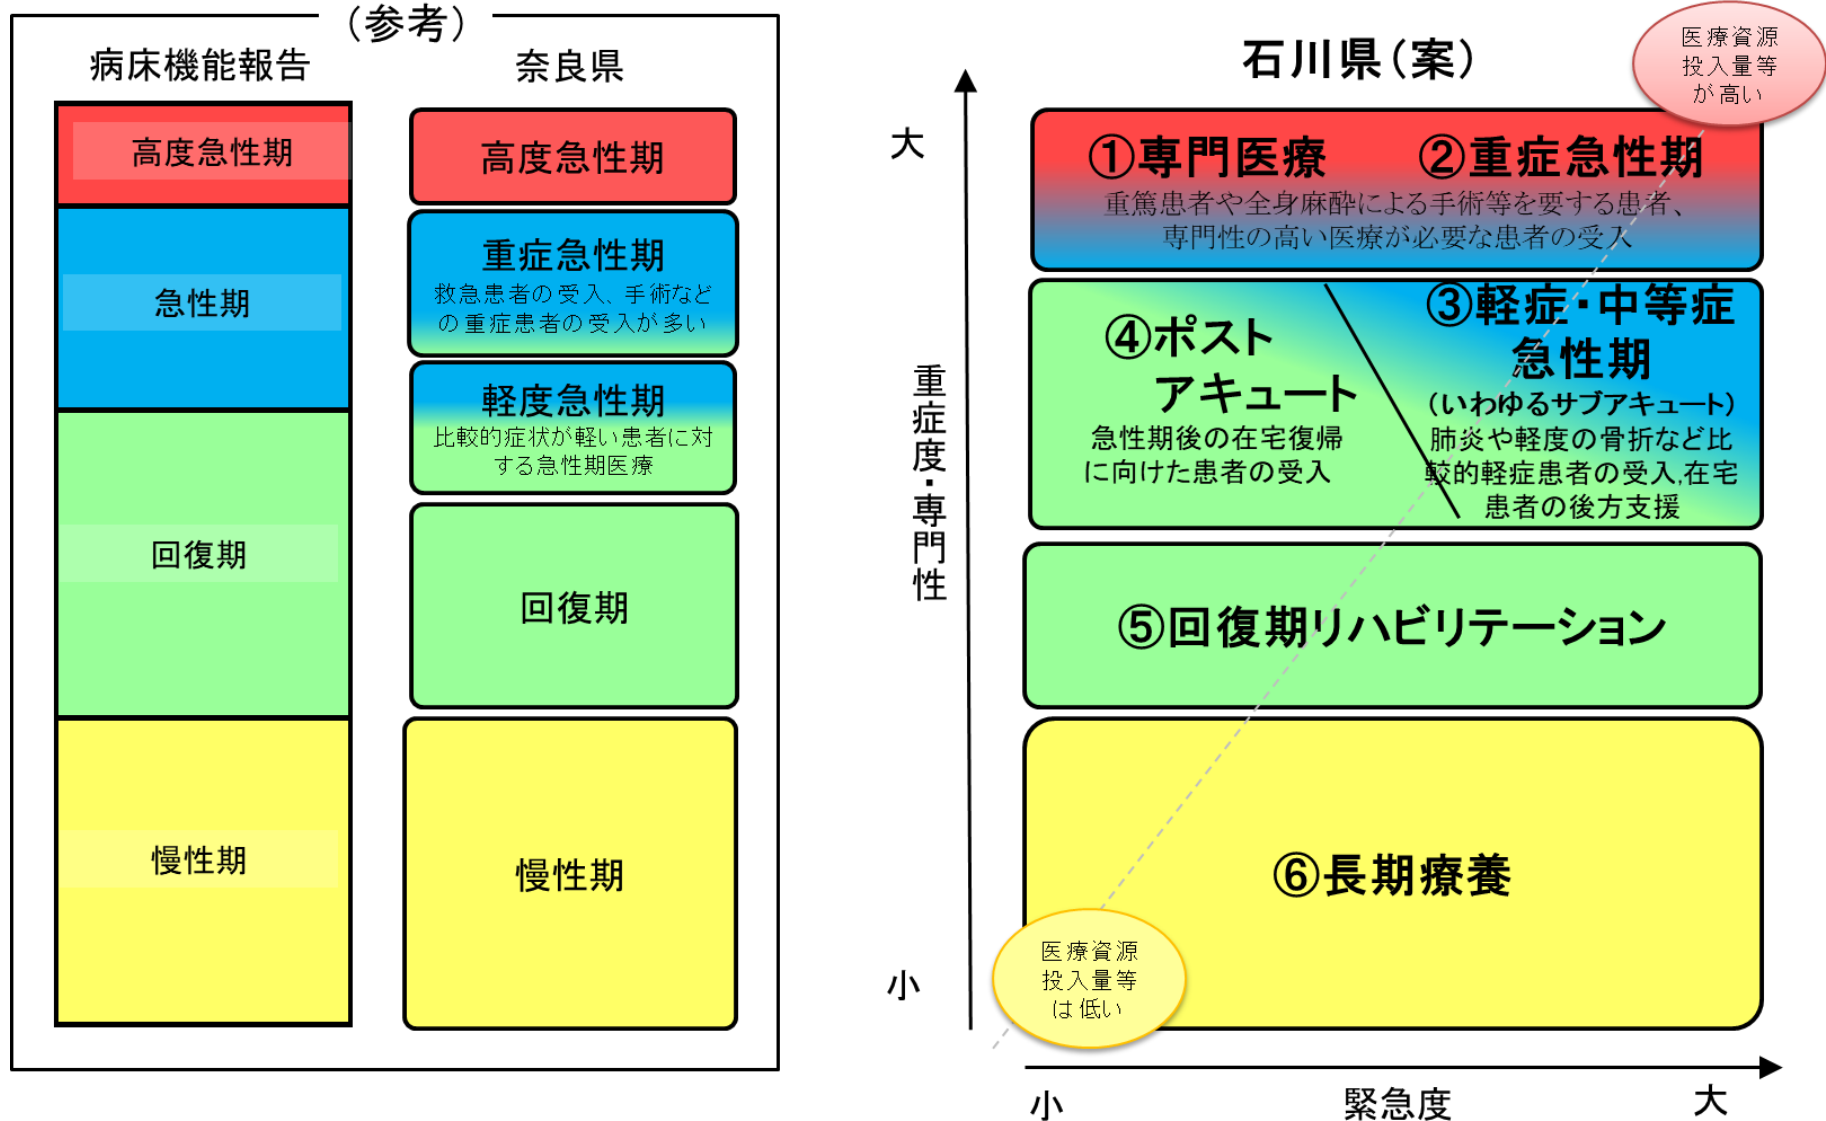 （参考）
病床機能報告
高度急性期
急性期
回復期
慢性期
奈良県
高度急性期
重症急性期
救急患者の受入、手術など
の重症患者の受入が多い
軽度急性期
比較的症状が軽い患者に対
する急性期医療
回復期
慢性期
石川県（案）
医療資源
投入量等
が高い
大
重症度・専門性
小
①専門医療
②重症急性期
重篤患者や全身麻酔による手術等を要する患者、
専門性の高い医療が必要な患者の受入
④ポスト
アキュート
急性期後の在宅復帰
に向けた患者の受入
③軽症・中等症
急性期
（いわゆるサブアキュート）
肺炎や軽度の骨折など比
較的軽症患者の受入,在宅
患者の後方支援
⑤回復期リハビリテーション
⑥長期療養
医療資源
投入量等
は低い
小
緊急度
大